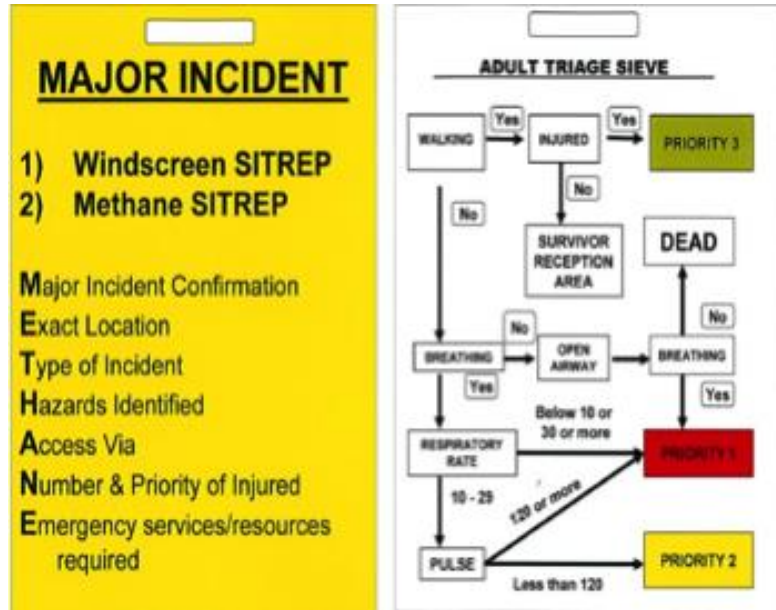 MAJOR INCIDENT
1) Windscreen SITREP
2) Methane SITREP
Major Incident Confirmation
Exact Location
Type of Incident
Hazards Identified
Access Via
Number & Priority of Injured
Emergency services/resources
required
ADULT TRIAGE SIEVE
WALKING
Yes
INJURED
Yes
PRIORITY 3
No
No
SURVIVOR
RECEPTION
AREA
DEAD
No
BREATHING
No
OPEN
AIRWAY
BREATHING
Yes
Yes
Below 10 or
30 or more
RESPIRATORY
RATE
PRIORITY 1
10 - 29
120 or more
PULSE
Less than 120
PRIORITY 2